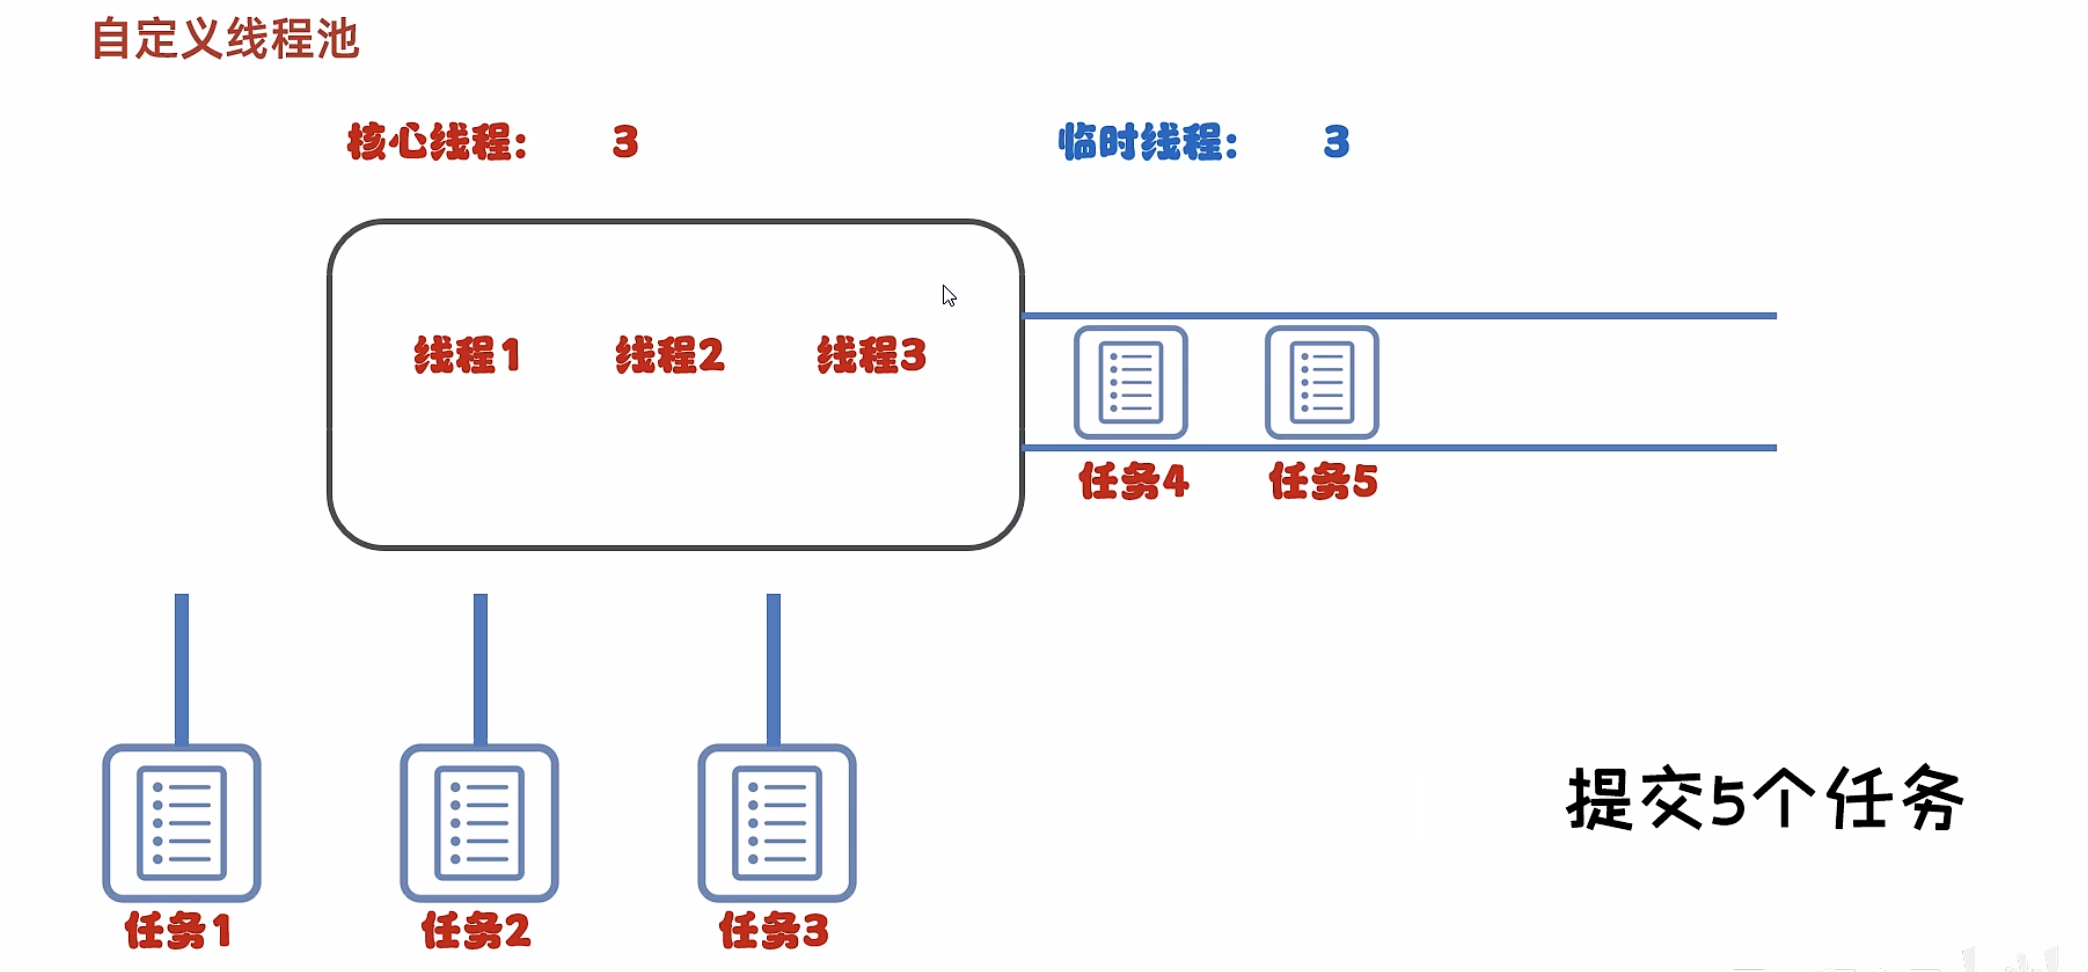 自定义线程池
核心线程: 3
临时线程: 3
线程1 线程2 线程3
任务4 任务5
提交5个任务
任务1 任务2 任务3